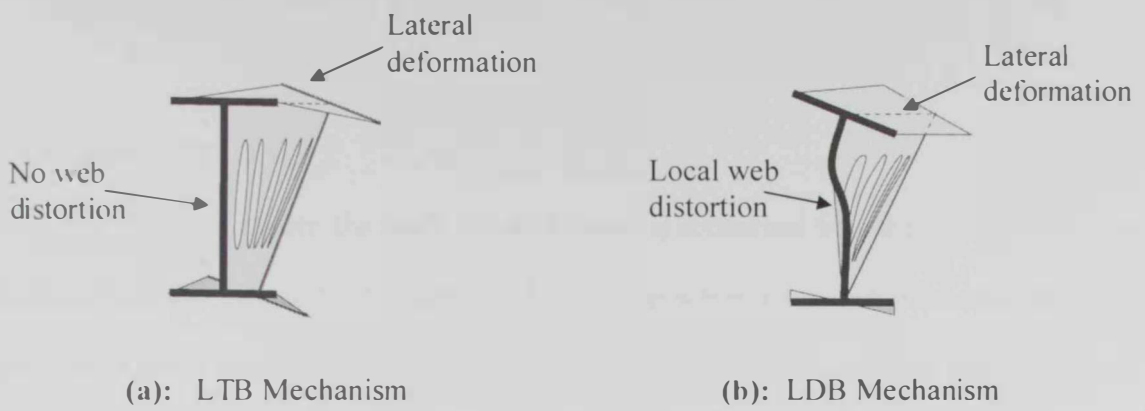 Lateral
deformation
No web
distortion
(a): LTB Mechanism
Lateral
deformation
Local web
distortion
(b): LDB Mechanism